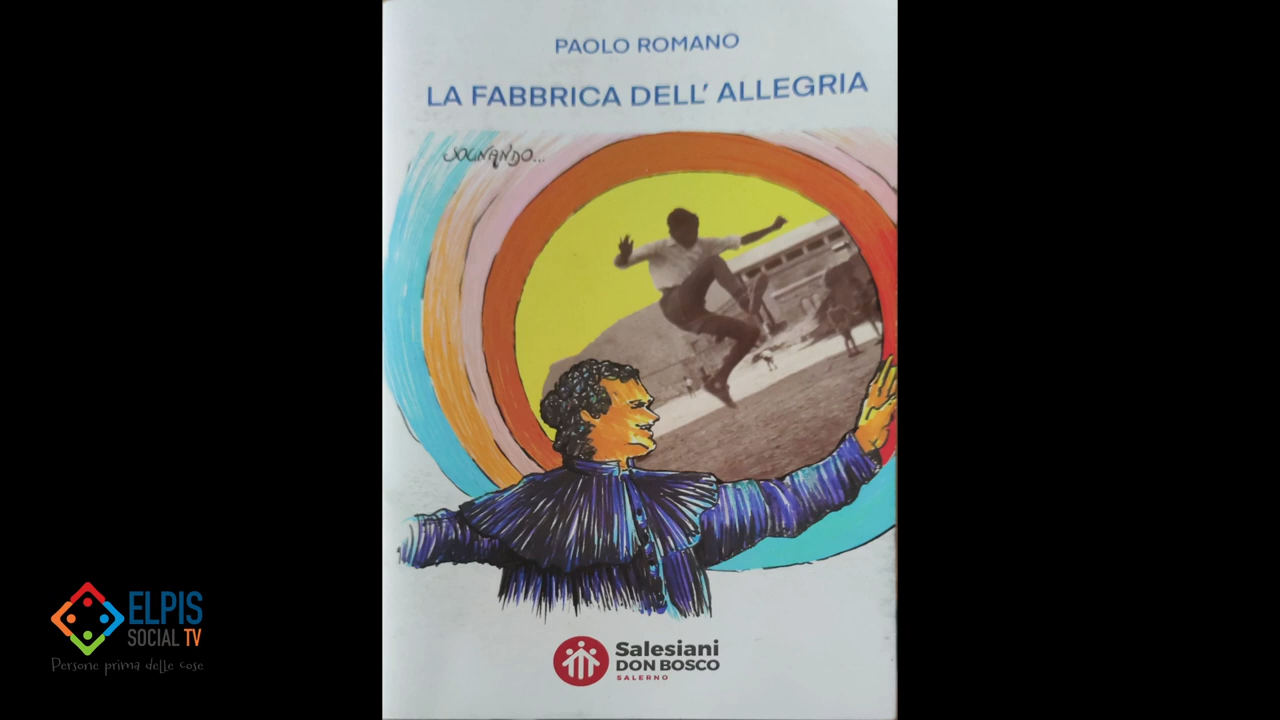 PAOLO ROMANO
LA FABBRICA DELL' ALLEGRIA
SOGNANDO...
Salesiani
DON BOSCO
SALERNO
ELPIS
SOCIAL TV
Persone prima delle cose